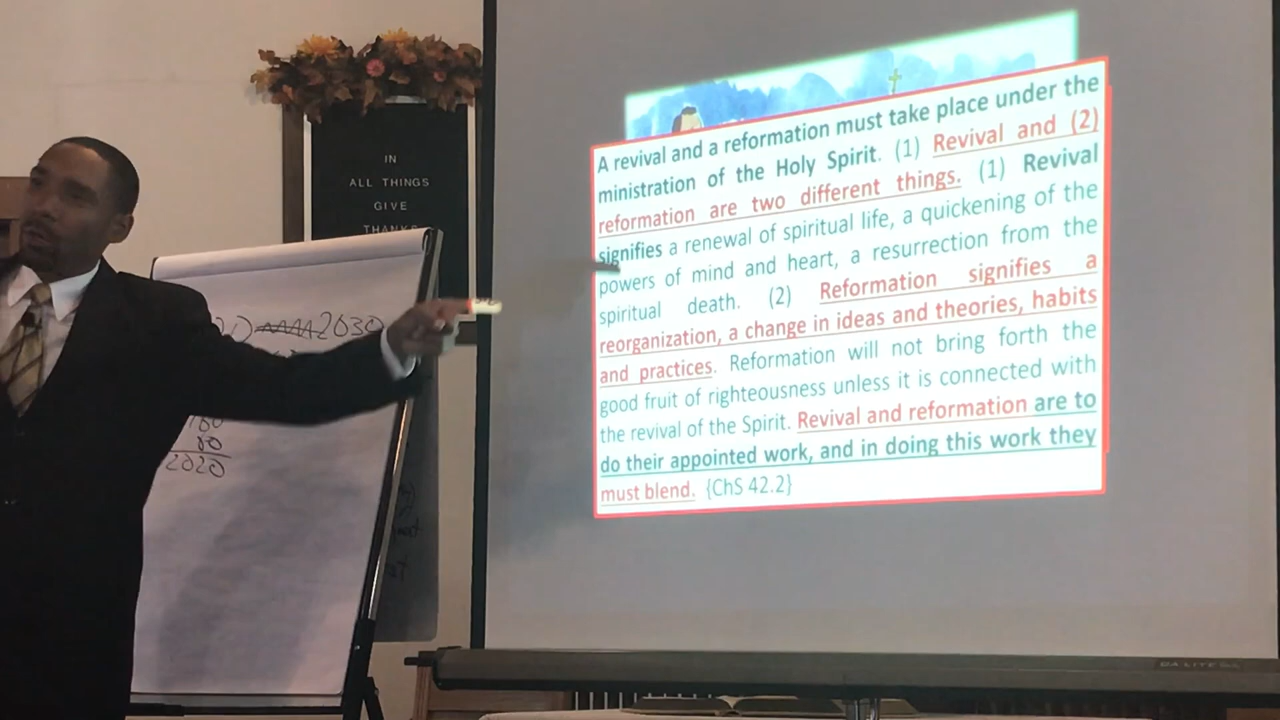 IN
ALL THINGS
GIVE
THANKS
2030
80
2020
A revival and a reformation must take place under the
ministration of the Holy Spirit. (1) Revival and (2)
reformation are two different things. (1) Revival
signifies a renewal of spiritual life, a quickening of the
powers of mind and heart, a resurrection from the
spiritual death. (2) Reformation signifies a
reorganization, a change in ideas and theories, habits
and practices. Reformation will not bring forth the
good fruit of righteousness unless it is connected with
the revival of the Spirit. Revival and reformation are to
do their appointed work, and in doing this work they
must blend. {ChS 42.2}
DA-LITE